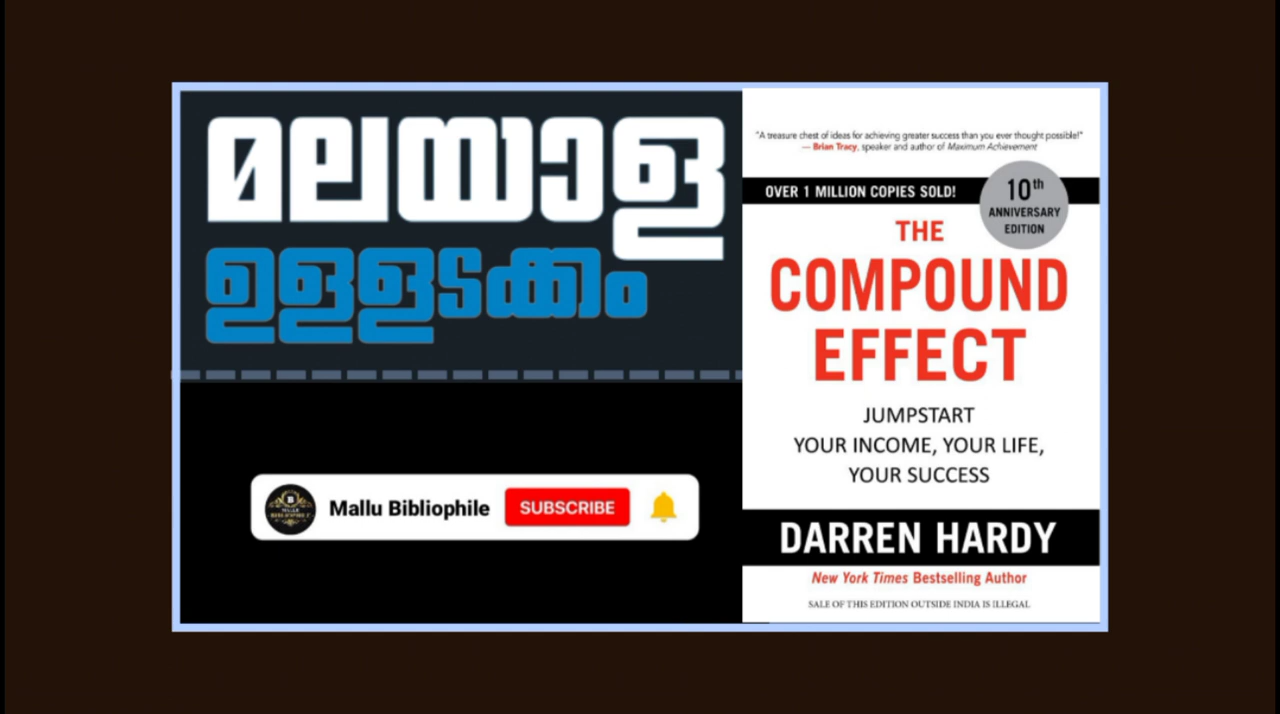 മലയാള
ഉള്ളടക്കം
Mallu Bibliophile SUBSCRIBE
"A treasure chest of ideas for achieving greater success than you ever thought possible!"
— Brian Tracy, speaker and author of Maximum Achievement
OVER 1 MILLION COPIES SOLD!
10th
ANNIVERSARY
EDITION
THE
COMPOUND
EFFECT
JUMPSTART
YOUR INCOME, YOUR LIFE,
YOUR SUCCESS
DARREN HARDY
New York Times Bestselling Author
SALE OF THIS EDITION OUTSIDE INDIA IS ILLEGAL